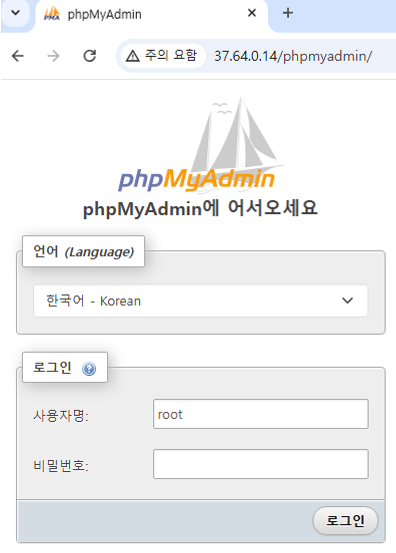 phpMyAdmin
주의 요함 37.64.0.14/phpmyadmin/
phpMyAdmin
phpMyAdmin에 어서오세요
언어 (Language)
한국어 - Korean
로그인
사용자명: root
비밀번호:
로그인